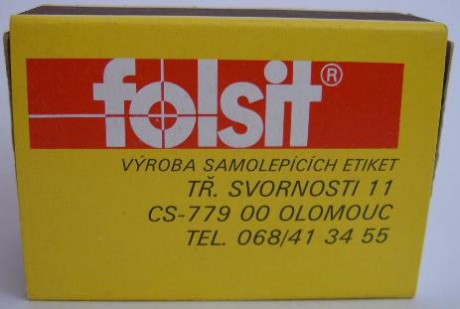 folsit®
VÝROBA SAMOLEPÍCÍCH ETIKET
TŘ. SVORNOSTI 11
CS-779 00 OLOMOUC
TEL. 068/41 34 55